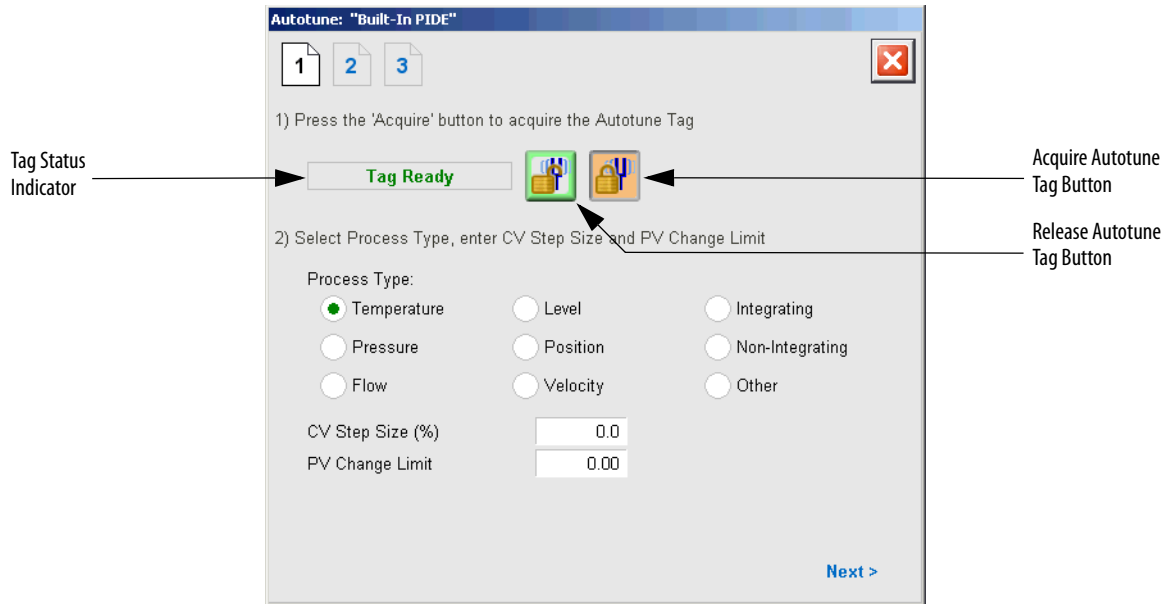 Autotune: "Built-In PIDE"
1 2 3
1) Press the 'Acquire' button to acquire the Autotune Tag
Tag Status
Indicator
Tag Ready
Acquire Autotune
Tag Button
Release Autotune
Tag Button
2) Select Process Type, enter CV Step Size and PV Change Limit
Process Type:
Temperature Level Integrating
Pressure Position Non-Integrating
Flow Velocity Other
CV Step Size (%) 0.0
PV Change Limit 0.00
Next >